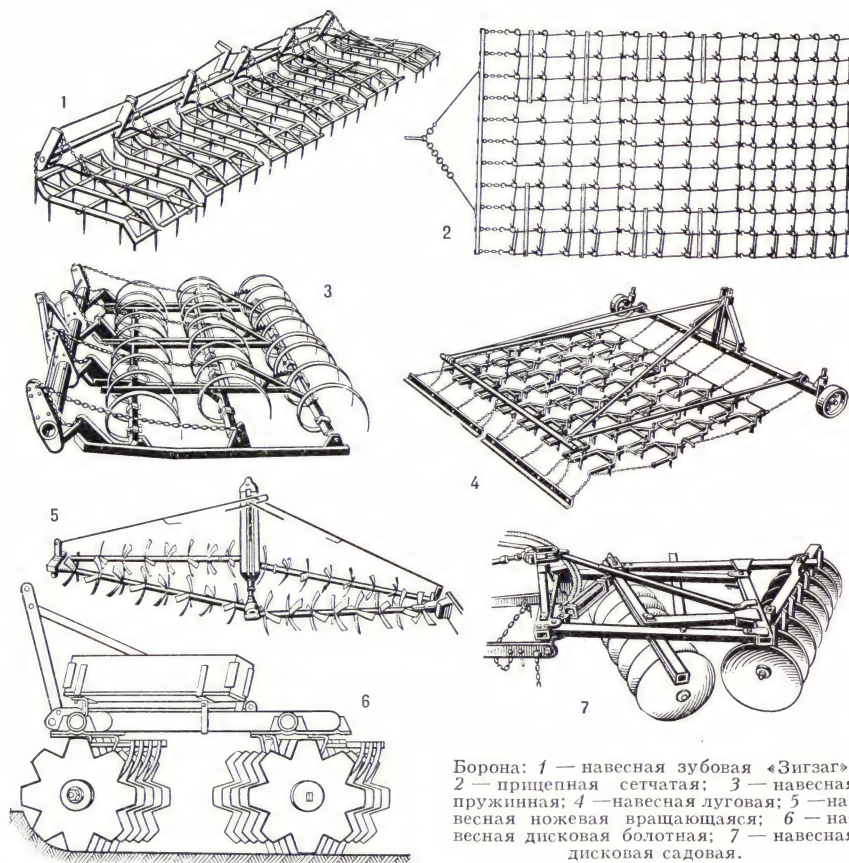 1
2
3
4
5
6
7
Борона: 1 — навесная зубовая «Зигзаг»
2 — прицепная сетчатая; 3 — навесная
пружинная; 4 — навесная луговая; 5 — на-
весная ножевая вращающаяся; 6 — на-
весная дисковая болотная; 7 — навесная
дисковая садовая.